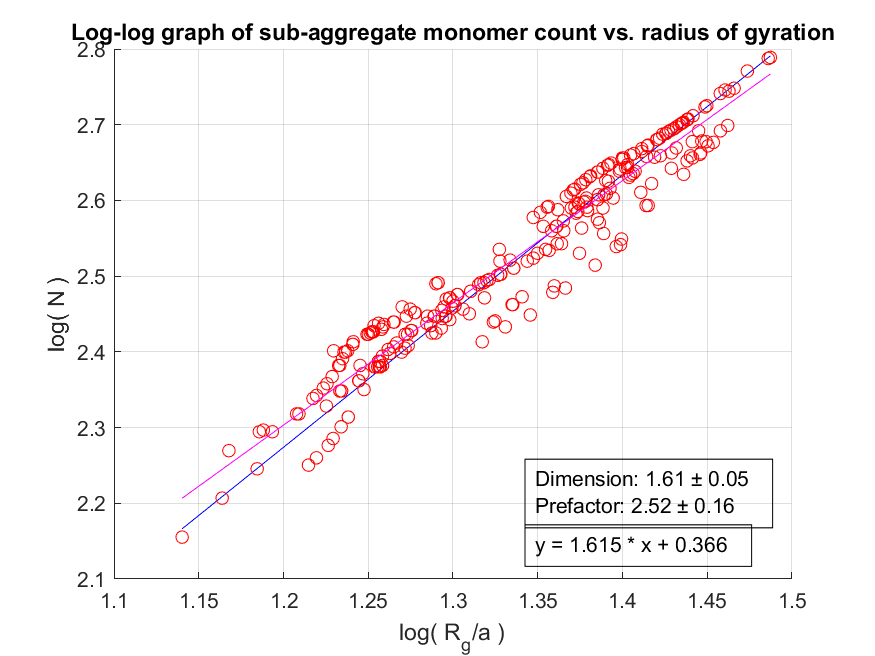 Log-log graph of sub-aggregate monomer count vs. radius of gyration
2.8
2.7
2.6
2.5
2.4
2.3
2.2
2.1
log( N )
Dimension: 1.61 ± 0.05
Prefactor: 2.52 ± 0.16
y = 1.615 * x + 0.366
1.1 1.15 1.2 1.25 1.3 1.35 1.4 1.45 1.5
log( R_g/a )